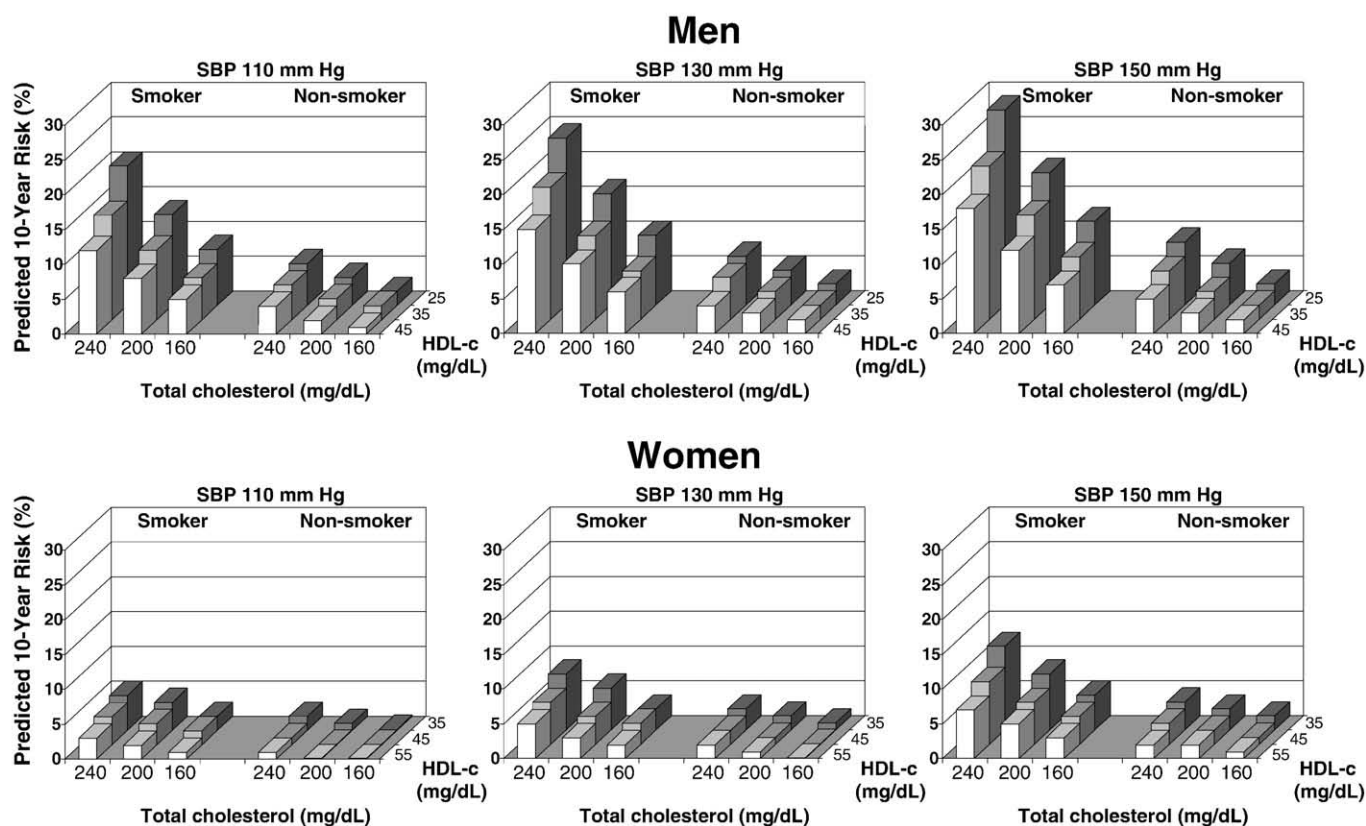 Men
SBP 110 mm Hg
Smoker Non-smoker
Predicted 10-Year Risk (%)
30
25
20
15
10
5
0
240 200 160 240 200 160
25
35
45
HDL-c
(mg/dL)
Total cholesterol (mg/dL)
SBP 130 mm Hg
Smoker Non-smoker
30
25
20
15
10
5
0
240 200 160 240 200 160
25
35
45
HDL-c
(mg/dL)
Total cholesterol (mg/dL)
SBP 150 mm Hg
Smoker Non-smoker
30
25
20
15
10
5
0
240 200 160 240 200 160
25
35
45
HDL-c
(mg/dL)
Total cholesterol (mg/dL)
Women
SBP 110 mm Hg
Smoker Non-smoker
Predicted 10-Year Risk (%)
30
25
20
15
10
5
0
240 200 160 240 200 160
35
45
55
HDL-c
(mg/dL)
Total cholesterol (mg/dL)
SBP 130 mm Hg
Smoker Non-smoker
30
25
20
15
10
5
0
240 200 160 240 200 160
35
45
55
HDL-c
(mg/dL)
Total cholesterol (mg/dL)
SBP 150 mm Hg
Smoker Non-smoker
30
25
20
15
10
5
0
240 200 160 240 200 160
35
45
55
HDL-c
(mg/dL)
Total cholesterol (mg/dL)